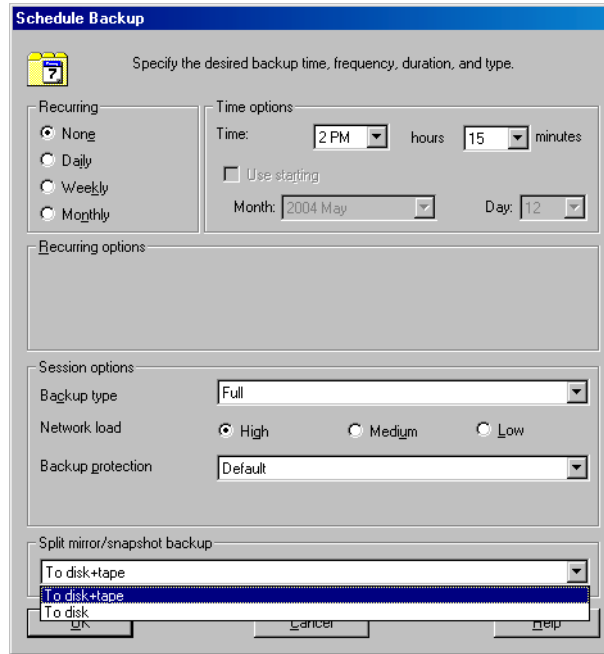 Schedule Backup
7
Specify the desired backup time, frequency, duration, and type.
Recurring
None
Daily
Weekly
Monthly
Time options
Time: 2 PM hours 15 minutes
Use starting
Month: 2004 May Day: 12
Recurring options
Session options
Backup type Full
Network load High Medium Low
Backup protection Default
Split mirror/snapshot backup
To disk+tape
To disk+tape
To disk
OK Cancel Help